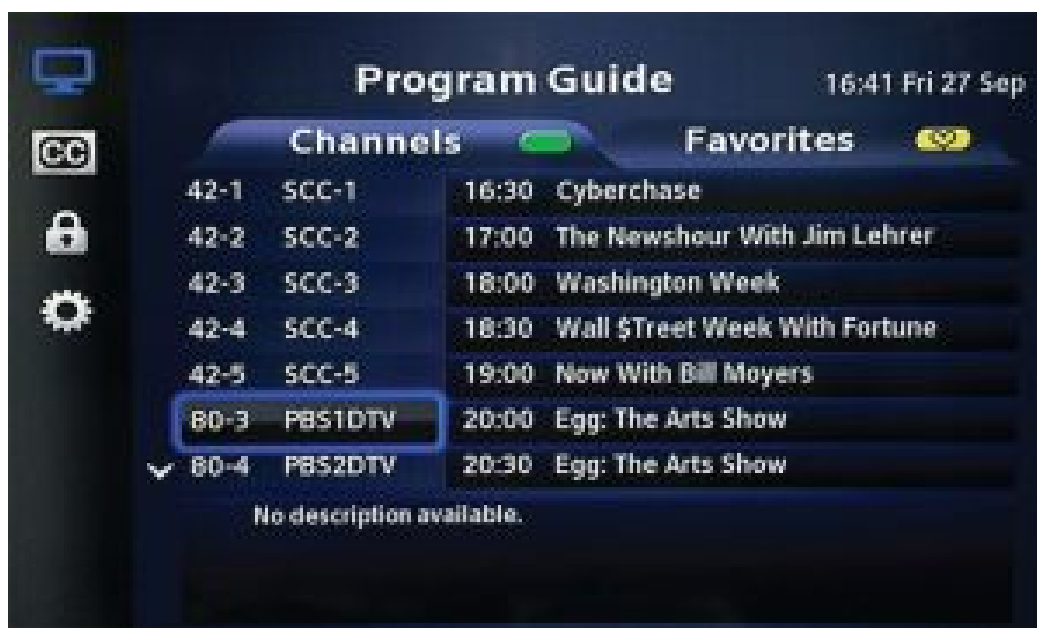 Program Guide
16:41 Fri 27 Sep
CC
Channels
Favorites
42-1 SCC-1 16:30 Cyberchase
42-2 SCC-2 17:00 The Newshour With Jim Lehrer
42-3 SCC-3 18:00 Washington Week
42-4 SCC-4 18:30 Wall $Treet Week With Fortune
42-5 SCC-5 19:00 Now With Bill Moyers
80-3 PBS1DTV 20:00 Egg: The Arts Show
80-4 PBS2DTV 20:30 Egg: The Arts Show
No description available.